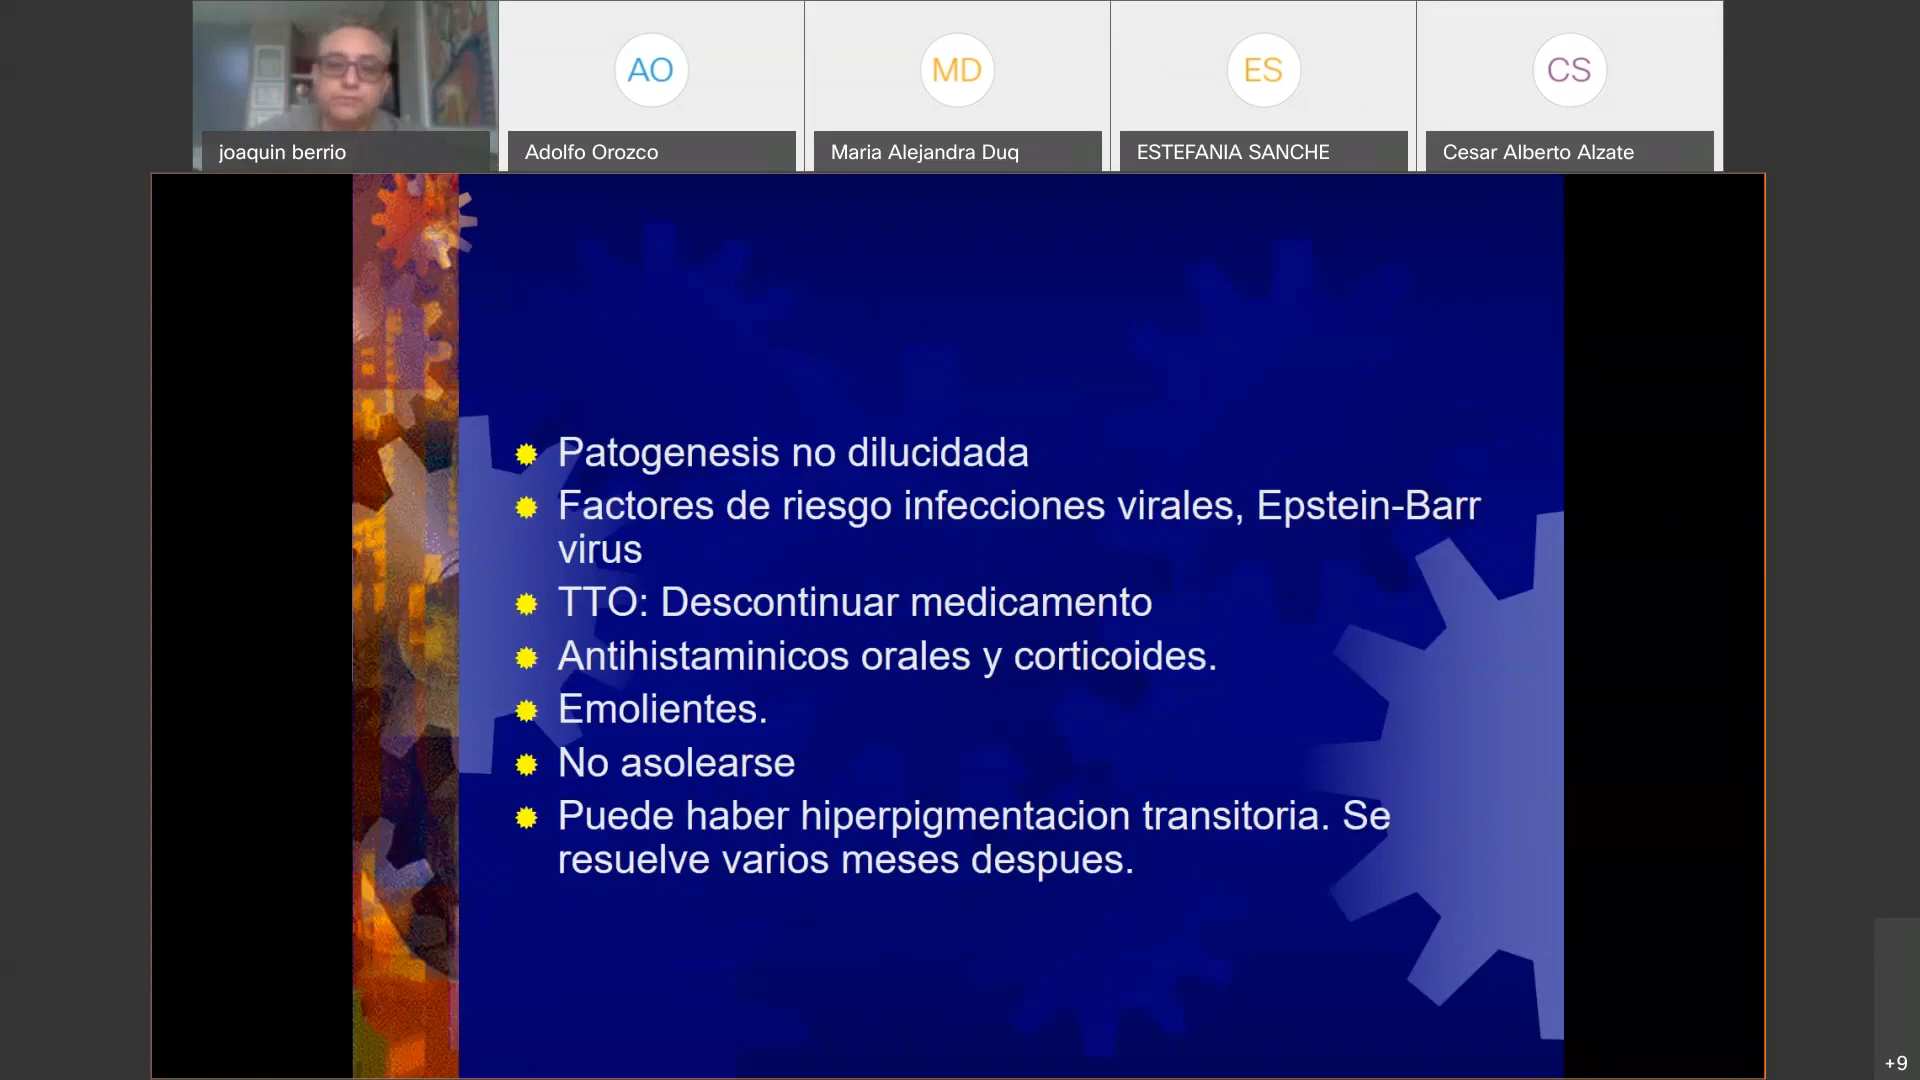 AO
MD
ES
CS
joaquin berrio
Adolfo Orozco
Maria Alejandra Duq
ESTEFANIA SANCHE
Cesar Alberto Alzate
Patogenesis no dilucidada
Factores de riesgo infecciones virales, Epstein-Barr
virus
TTO: Descontinuar medicamento
Antihistaminicos orales y corticoides.
Emolientes.
No asolearse
Puede haber hiperpigmentacion transitoria. Se
resuelve varios meses despues.
+9